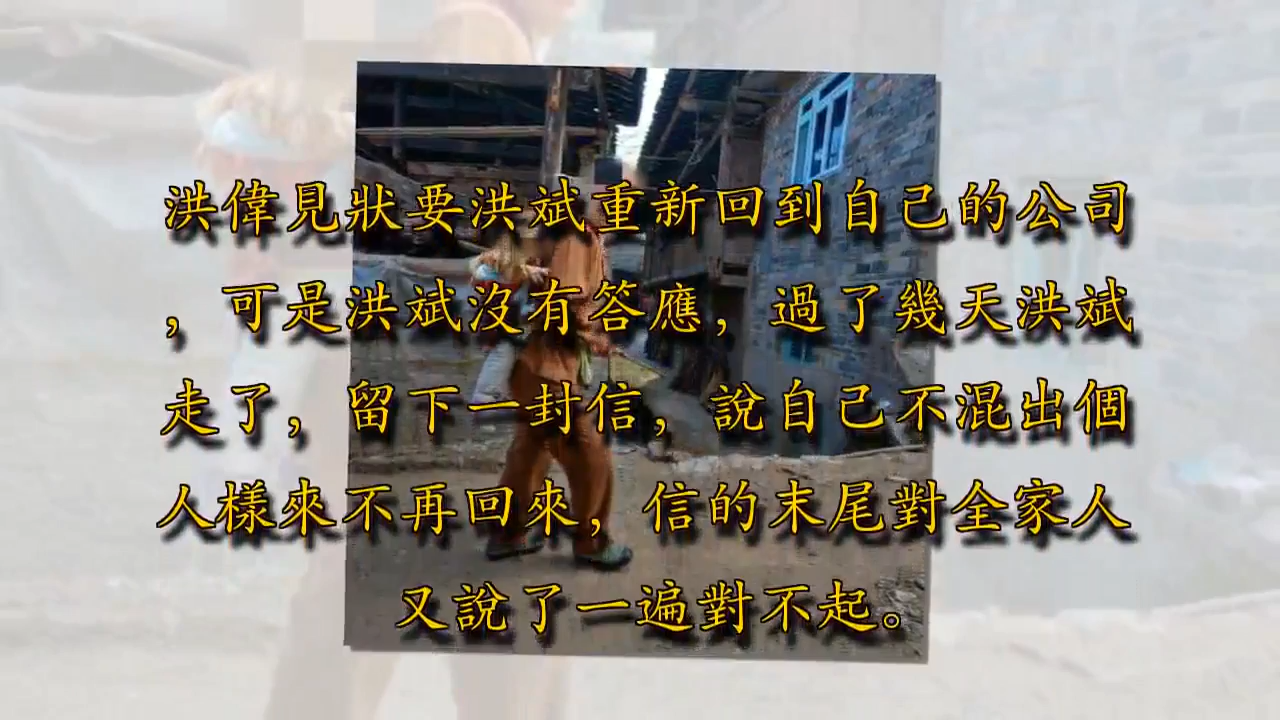 洪偉見狀要洪斌重新回到自己的公司
，可是洪斌沒有答應，過了幾天洪斌
走了，留下一封信，說自己不混出個
人樣來不再回來，信的末尾對全家人
又說了一遍對不起。